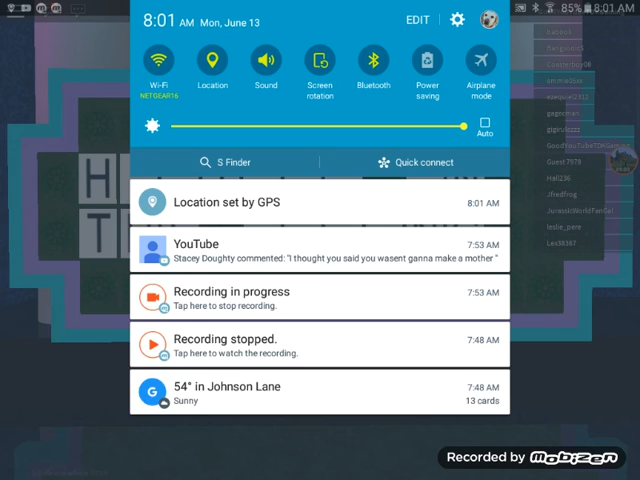 85% 8:01 AM
8:01 AM Mon, June 13
EDIT
Wi-Fi
NETGEAR16
Location
Sound
Screen rotation
Bluetooth
Power saving
Airplane mode
Auto
S Finder
Quick connect
Location set by GPS
8:01 AM
YouTube
7:53 AM
Stacey Doughty commented: "I thought you said you wasent ganna make a mother "
Recording in progress
7:53 AM
Tap here to stop recording.
Recording stopped.
7:48 AM
Tap here to watch the recording.
54° in Johnson Lane
7:48 AM
Sunny
13 cards
H
T
GoodYouTubeTDKGaming
Guest 7978
Hall236
Jfredfrog
JurassicWorldFanGal
leslie_pere
Les38367
Recorded by Mobizen